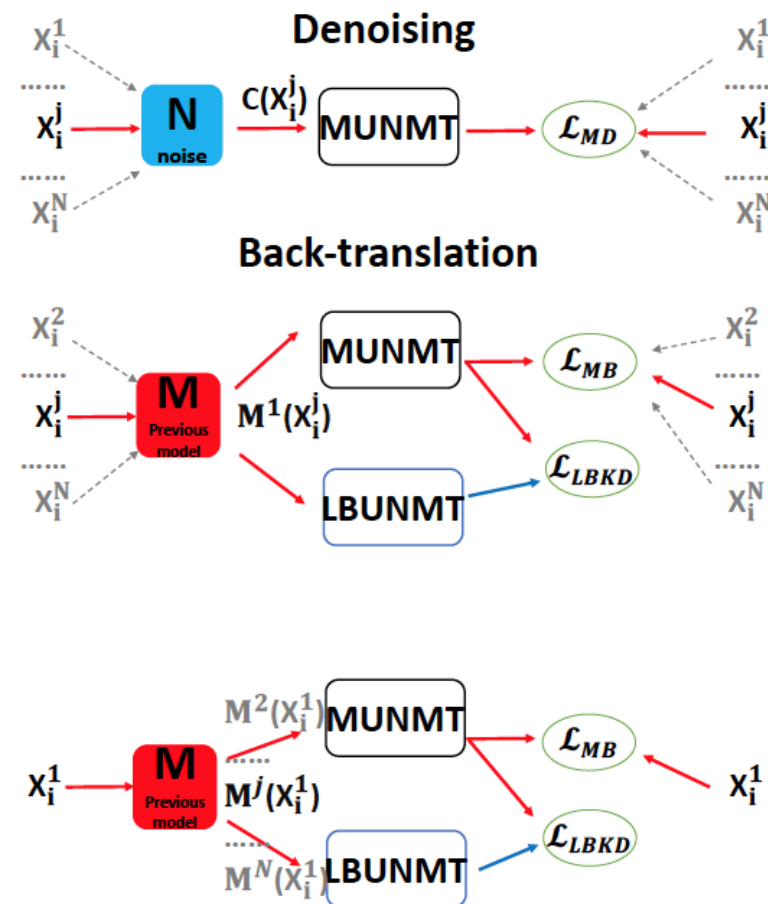 Denoising
X_i^1
X_i^1
……
……
X_i^j
N
noise
C(X_i^j)
MUNMT
ℒ_MD
X_i^j
……
……
X_i^N
X_i^N
Back-translation
X_i^2
MUNMT
ℒ_MB
X_i^2
……
……
X_i^j
M
Previous
model
M^1(X_i^j)
X_i^j
……
……
X_i^N
LBUNMT
ℒ_LBKD
X_i^N
M^2(X_i^1)
MUNMT
ℒ_MB
……
X_i^1
M
Previous
model
M^j(X_i^1)
X_i^1
……
M^N(X_i^1)
LBUNMT
ℒ_LBKD